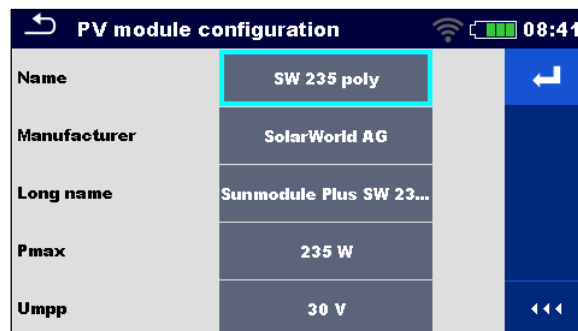 PV module configuration 08:41
Name SW 235 poly
Manufacturer SolarWorld AG
Long name Sunmodule Plus SW 23...
Pmax 235 W
Umpp 30 V